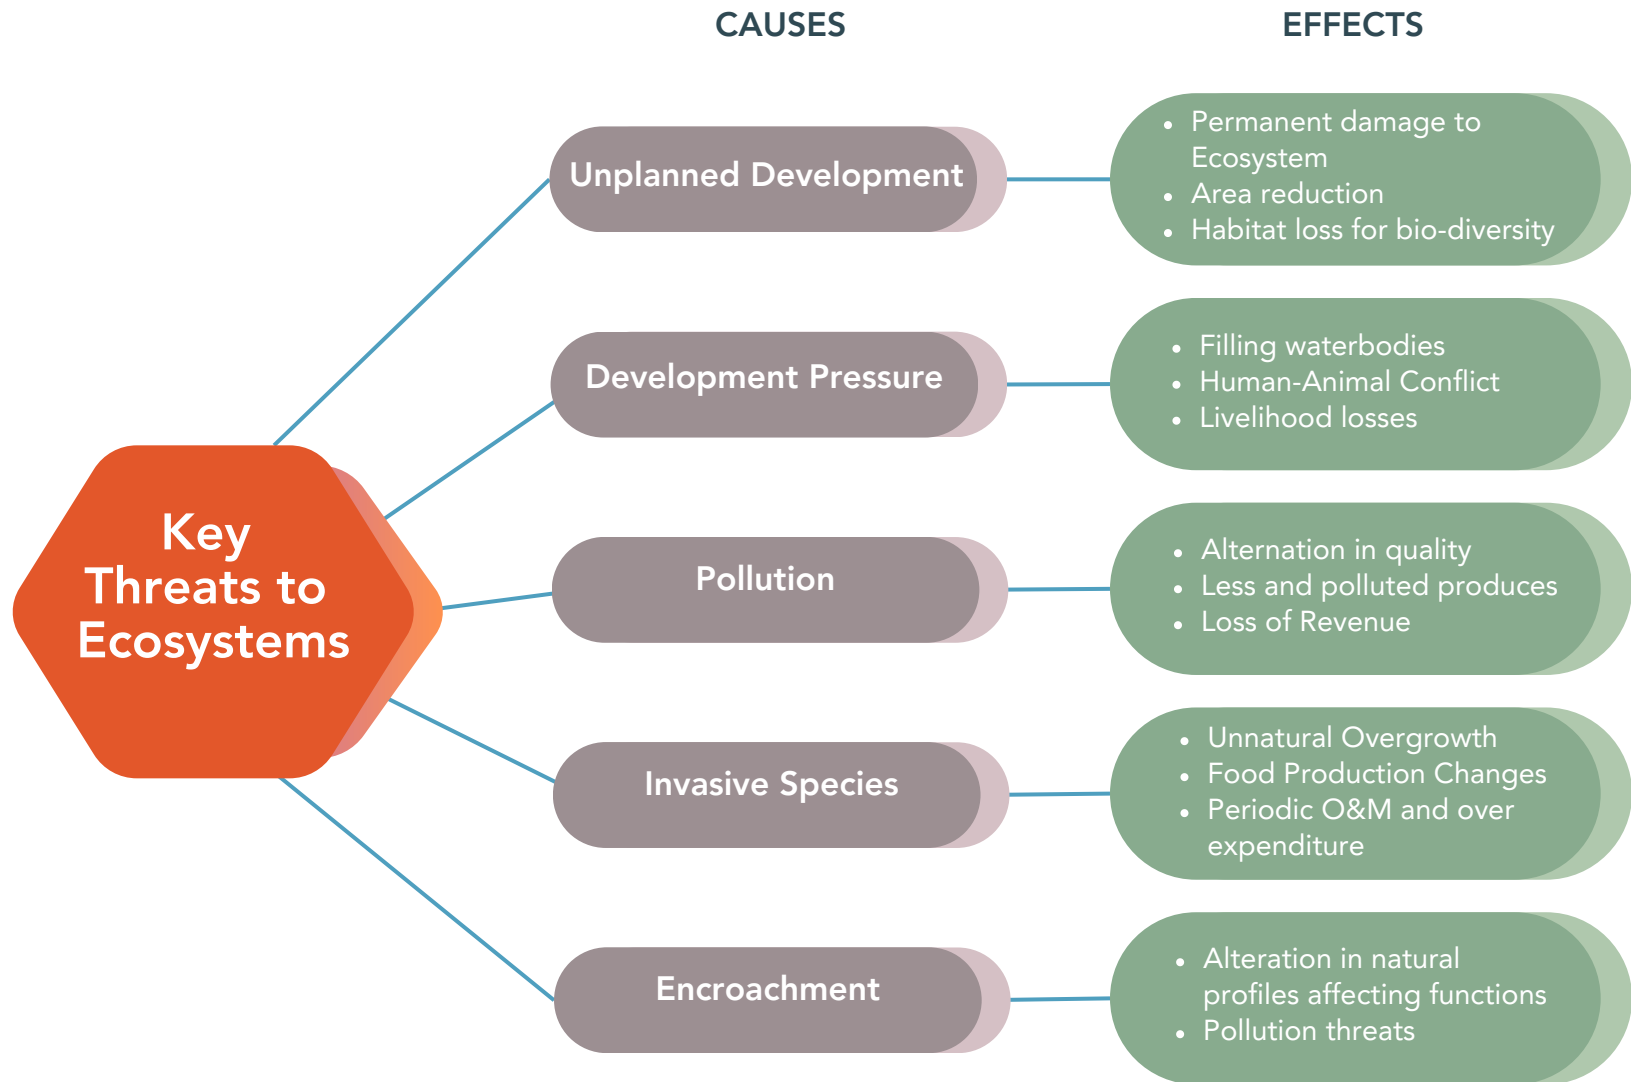 CAUSES
EFFECTS
Key
Threats to
Ecosystems
Unplanned Development
• Permanent damage to
Ecosystem
• Area reduction
• Habitat loss for bio-diversity
Development Pressure
• Filling waterbodies
• Human-Animal Conflict
• Livelihood losses
Pollution
• Alternation in quality
• Less and polluted produces
• Loss of Revenue
Invasive Species
• Unnatural Overgrowth
• Food Production Changes
• Periodic O&M and over
expenditure
Encroachment
• Alteration in natural
profiles affecting functions
• Pollution threats